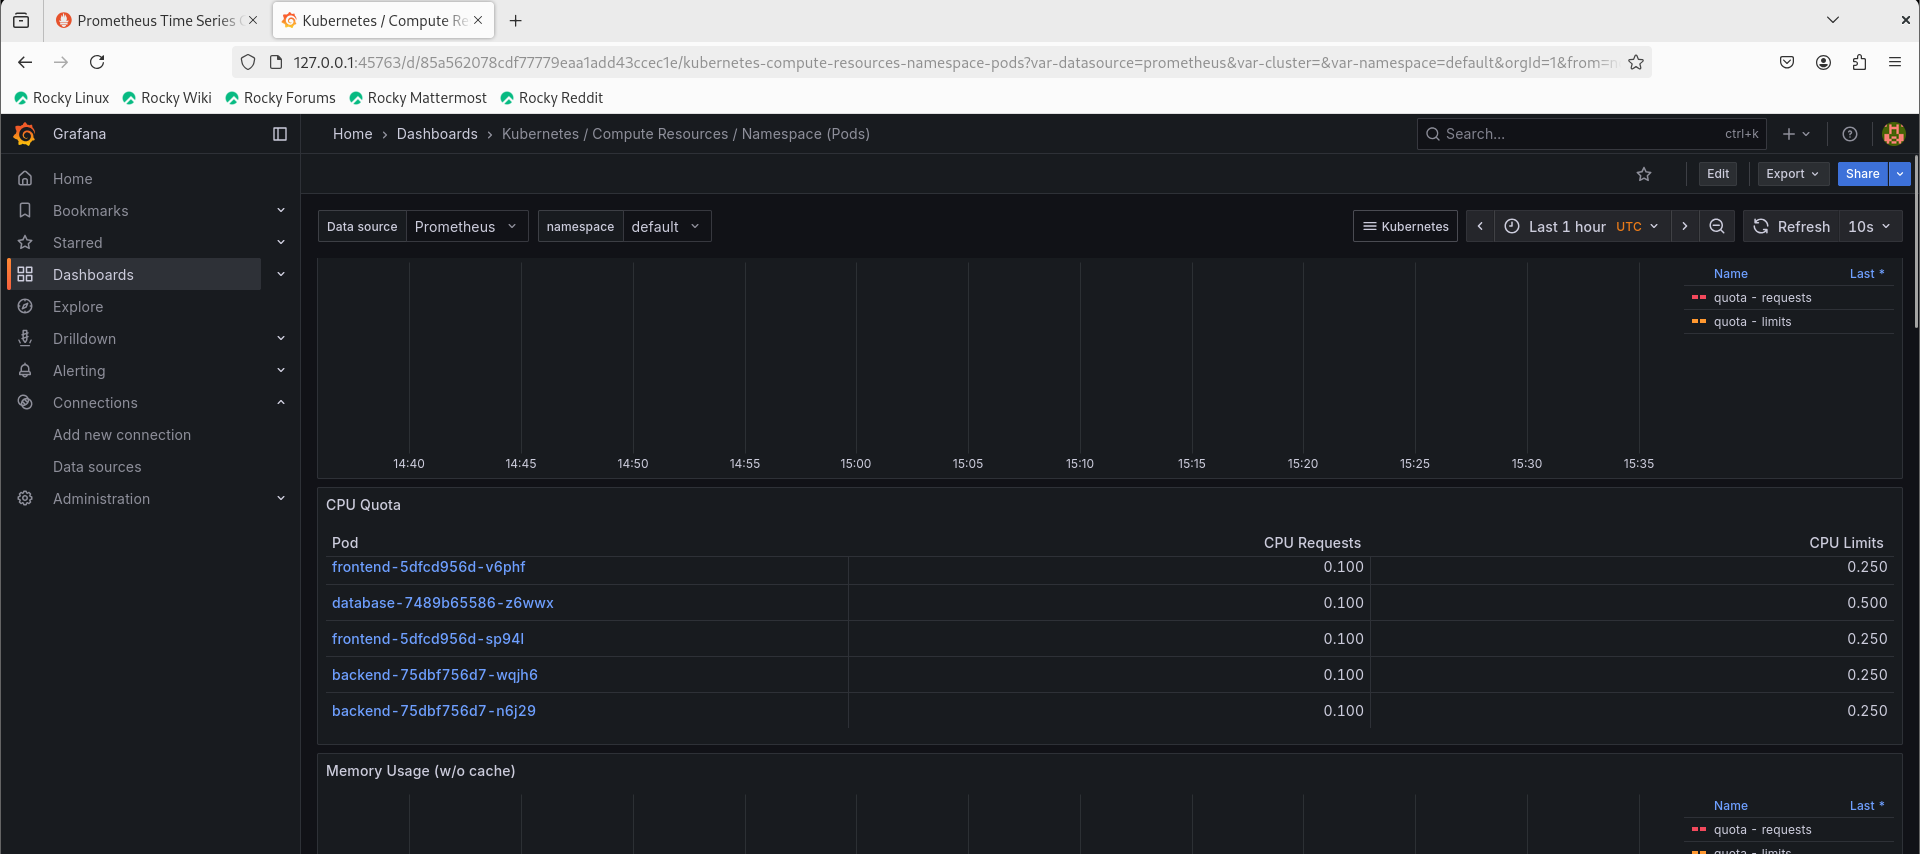 Prometheus Time Series
Kubernetes / Compute Re
127.0.0.1:45763/d/85a562078cdf77779eaa1add43ccec1e/kubernetes-compute-resources-namespace-pods?var-datasource=prometheus&var-cluster=&var-namespace=default&orgId=1&from=n
Rocky Linux Rocky Wiki Rocky Forums Rocky Mattermost Rocky Reddit
Grafana
Home › Dashboards › Kubernetes / Compute Resources / Namespace (Pods)
Search... ctrl+k
Home
Bookmarks
Starred
Dashboards
Explore
Drilldown
Alerting
Connections
Add new connection
Data sources
Administration
Edit Export Share
Data source Prometheus namespace default
Kubernetes Last 1 hour UTC Refresh 10s
Name Last *
quota - requests
quota - limits
14:40 14:45 14:50 14:55 15:00 15:05 15:10 15:15 15:20 15:25 15:30 15:35
CPU Quota
Pod CPU Requests CPU Limits
frontend-5dfcd956d-v6phf 0.100 0.250
database-7489b65586-z6wwx 0.100 0.500
frontend-5dfcd956d-sp94l 0.100 0.250
backend-75dbf756d7-wqjh6 0.100 0.250
backend-75dbf756d7-n6j29 0.100 0.250
Memory Usage (w/o cache)
Name Last *
quota - requests
quota - limits